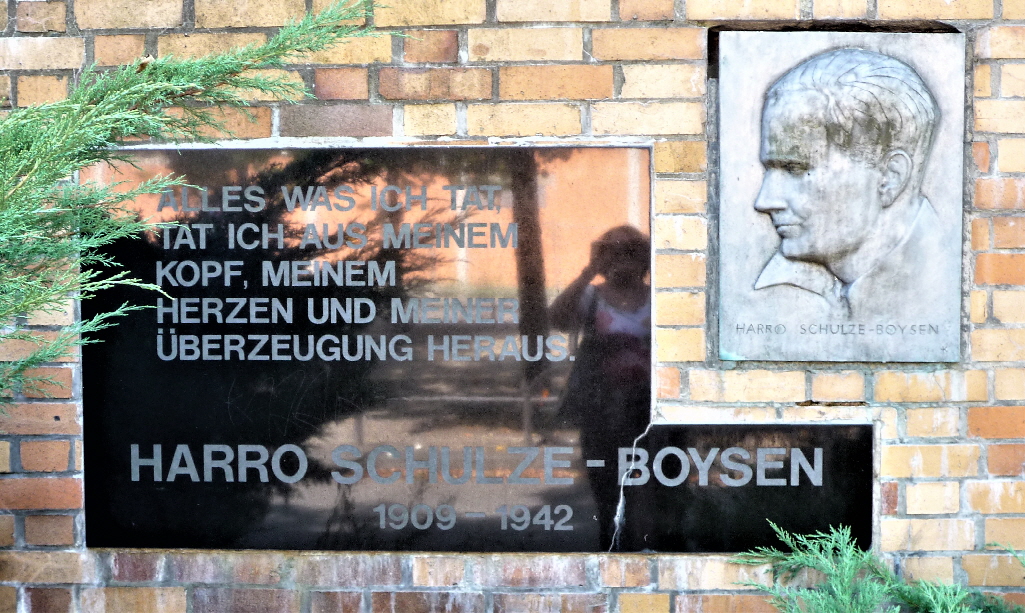 ALLES WAS ICH TAT,
TAT ICH AUS MEINEM
KOPF, MEINEM
HERZEN UND MEINER
ÜBERZEUGUNG HERAUS.
HARRO SCHULZE-BOYSEN
1909-1942
HARRO SCHULZE-BOYSEN